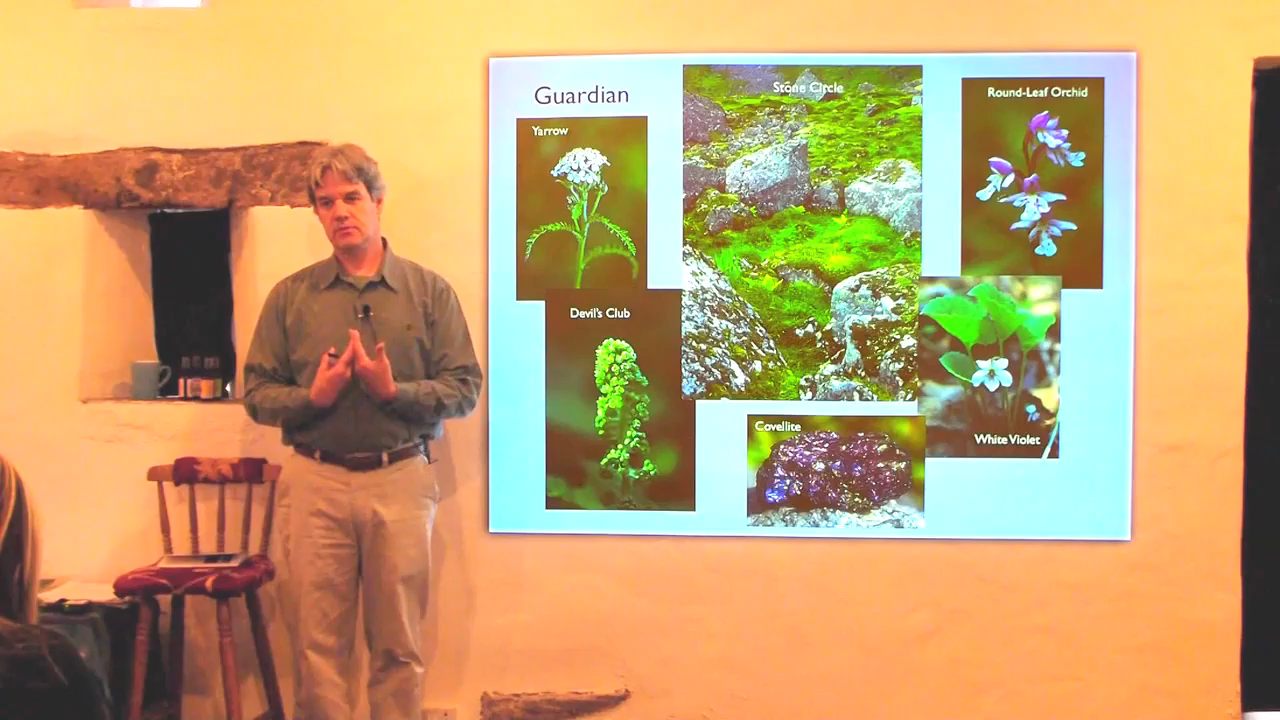 Guardian
Yarrow
Stone Circle
Round-Leaf Orchid
Devil's Club
White Violet
Covellite